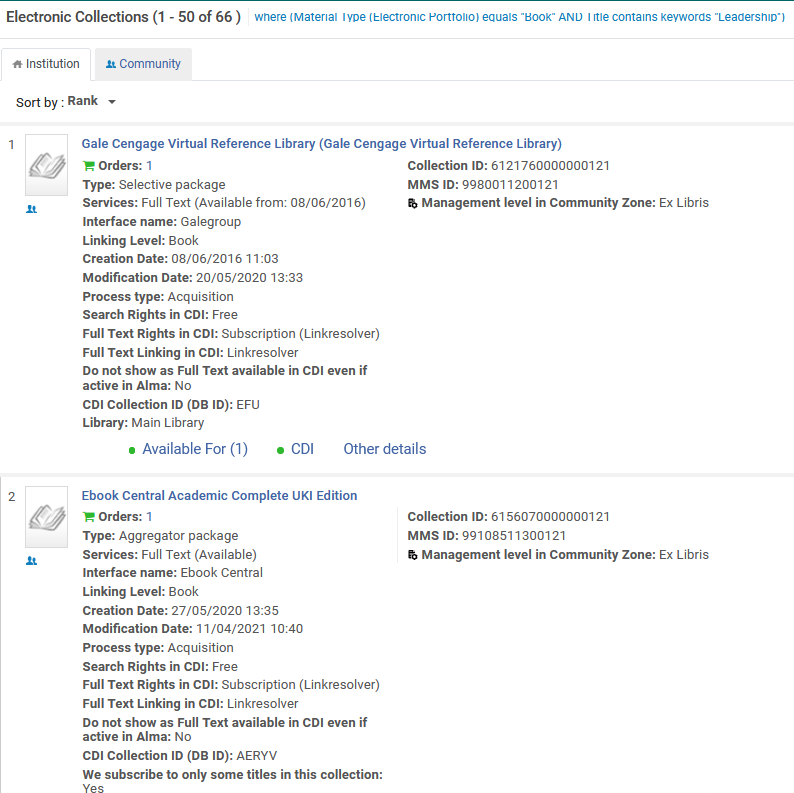 Electronic Collections (1 - 50 of 66 ) where (Material Type (Electronic Portfolio) equals "Book" AND Title contains keywords "Leadership")
Institution Community
Sort by : Rank
1 Gale Cengage Virtual Reference Library (Gale Cengage Virtual Reference Library)
Orders: 1 Collection ID: 6121760000000121
Type: Selective package MMS ID: 9980011200121
Services: Full Text (Available from: 08/06/2016) Management level in Community Zone: Ex Libris
Interface name: Galegroup
Linking Level: Book
Creation Date: 08/06/2016 11:03
Modification Date: 20/05/2020 13:33
Process type: Acquisition
Search Rights in CDI: Free
Full Text Rights in CDI: Subscription (Linkresolver)
Full Text Linking in CDI: Linkresolver
Do not show as Full Text available in CDI even if
active in Alma: No
CDI Collection ID (DB ID): EFU
Library: Main Library
Available For (1) CDI Other details
2 Ebook Central Academic Complete UKI Edition
Orders: 1 Collection ID: 6156070000000121
Type: Aggregator package MMS ID: 99108511300121
Services: Full Text (Available) Management level in Community Zone: Ex Libris
Interface name: Ebook Central
Linking Level: Book
Creation Date: 27/05/2020 13:35
Modification Date: 11/04/2021 10:40
Process type: Acquisition
Search Rights in CDI: Free
Full Text Rights in CDI: Subscription (Linkresolver)
Full Text Linking in CDI: Linkresolver
Do not show as Full Text available in CDI even if
active in Alma: No
CDI Collection ID (DB ID): AERYV
We subscribe to only some titles in this collection:
Yes